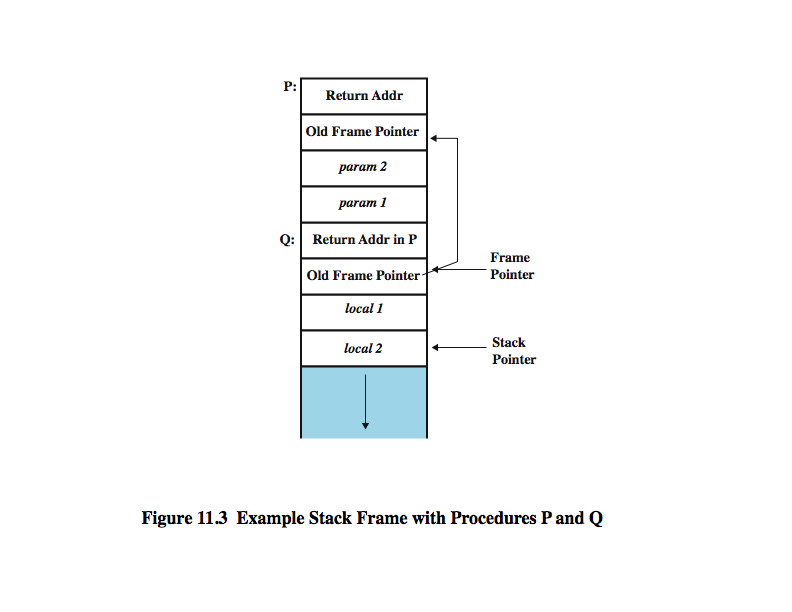 P:
Return Addr
Old Frame Pointer
param 2
param 1
Q:
Return Addr in P
Old Frame Pointer
Frame
Pointer
local 1
local 2
Stack
Pointer
Figure 11.3 Example Stack Frame with Procedures P and Q